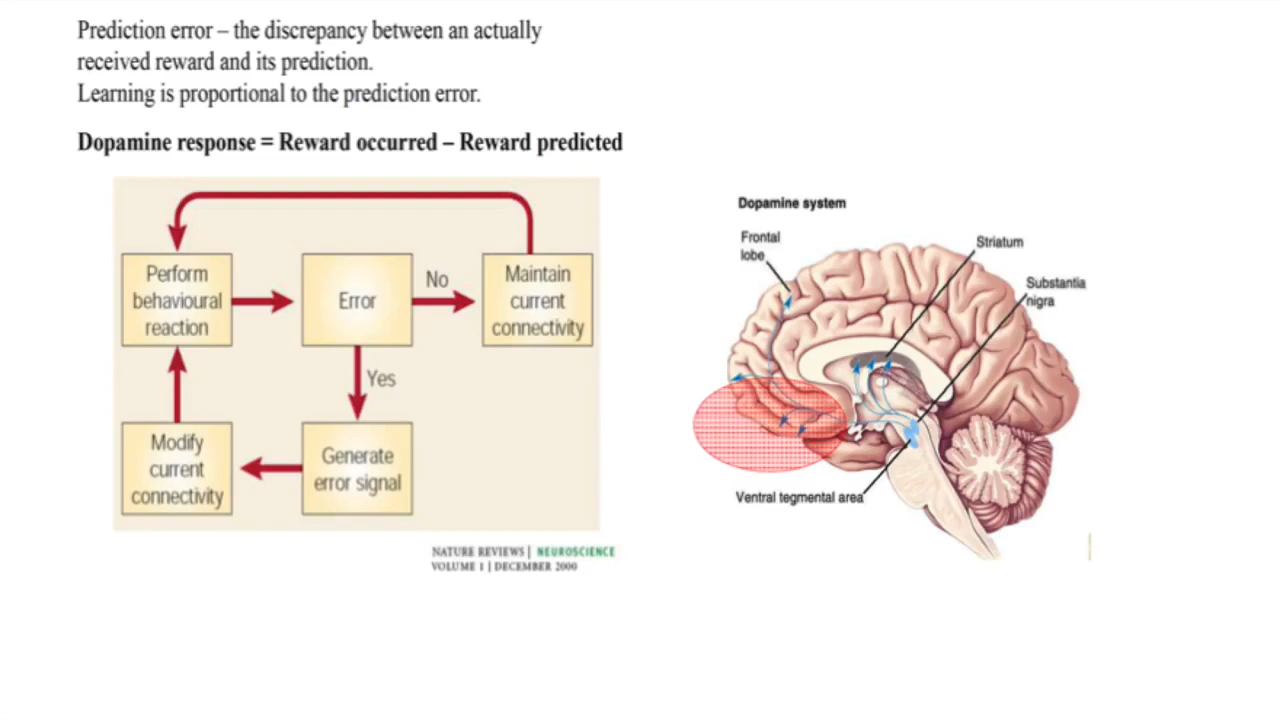 Prediction error – the discrepancy between an actually
received reward and its prediction.
Learning is proportional to the prediction error.
Dopamine response = Reward occurred – Reward predicted
Perform
behavioural
reaction
Error
No
Maintain
current
connectivity
Yes
Modify
current
connectivity
Generate
error signal
NATURE REVIEWS | NEUROSCIENCE
VOLUME 1 | DECEMBER 2000
Dopamine system
Frontal
lobe
Striatum
Substantia
nigra
Ventral tegmental area